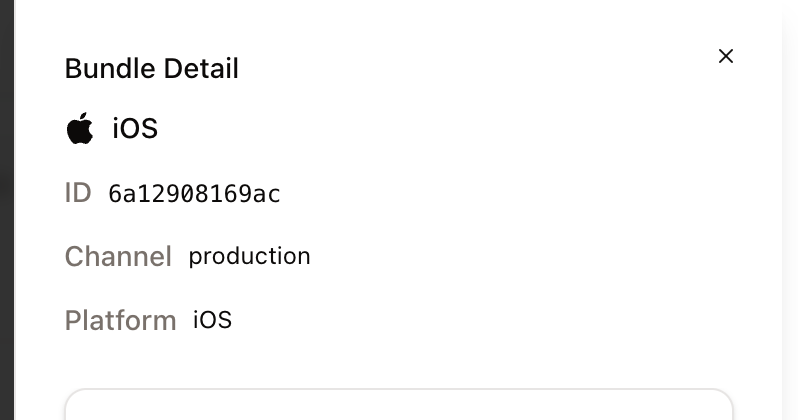 Bundle Detail
iOS
ID 6a12908169ac
Channel production
Platform iOS